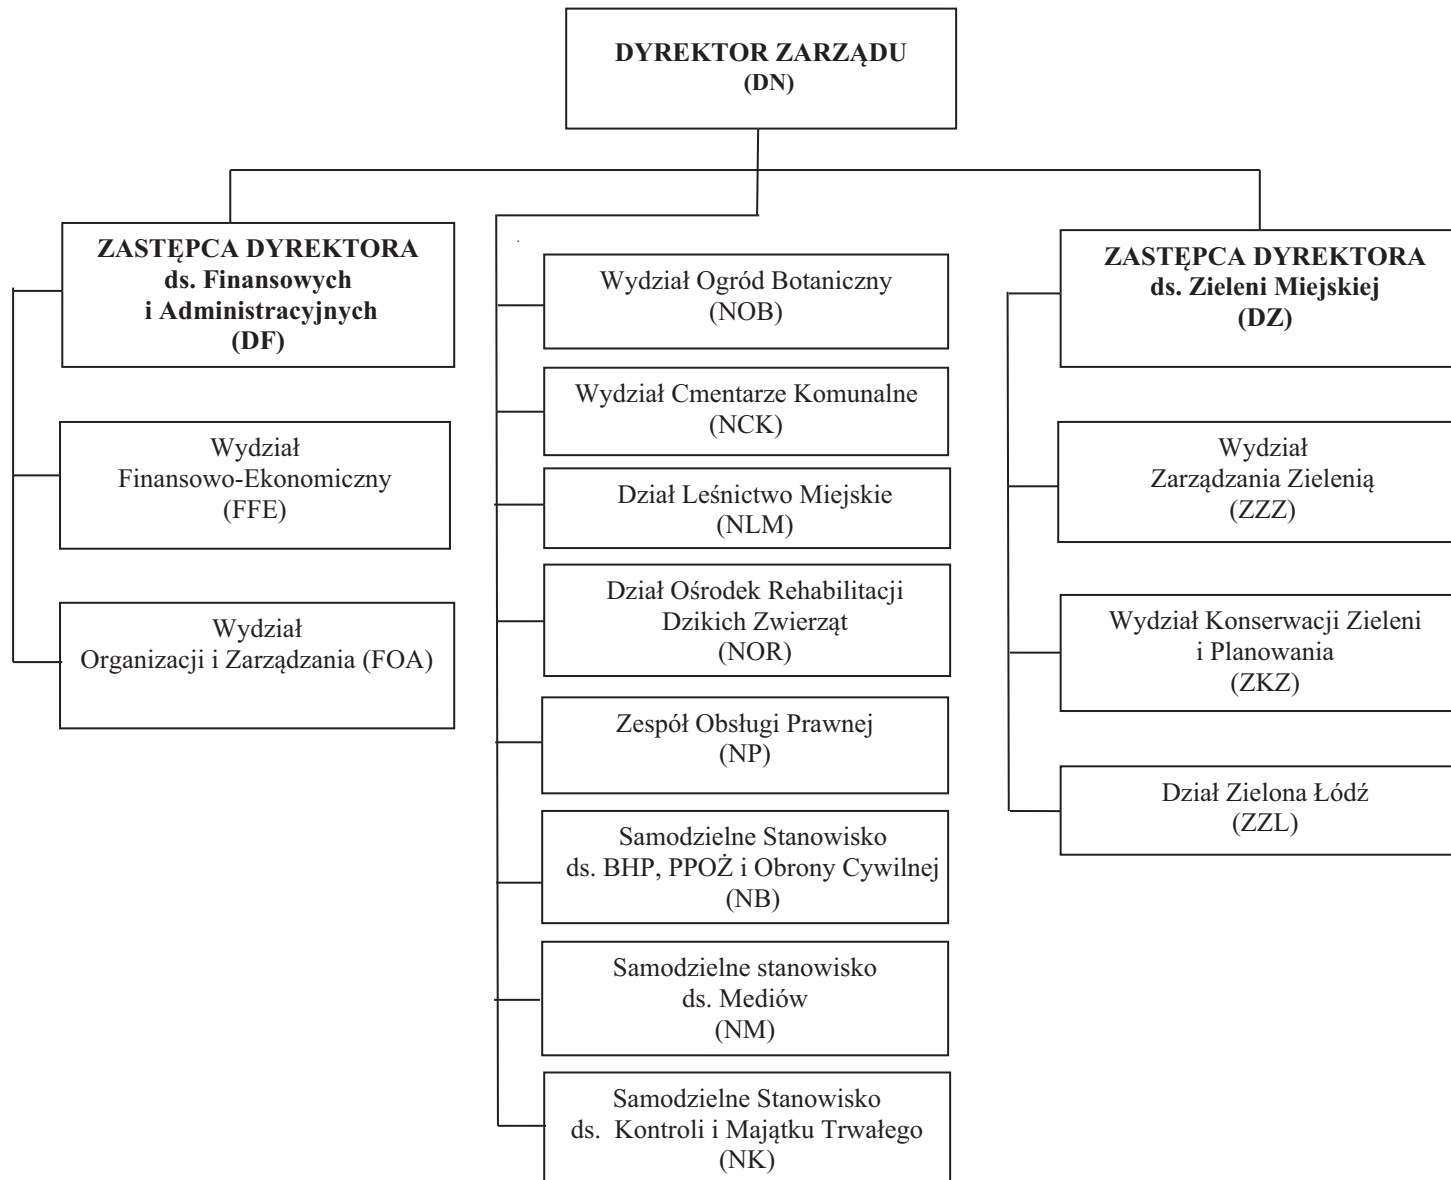 DYREKTOR ZARZĄDU
(DN)
ZASTĘPCA DYREKTORA
ds. Finansowych
i Administracyjnych
(DF)
Wydział
Finansowo-Ekonomiczny
(FFE)
Wydział
Organizacji i Zarządzania (FOA)
Wydział Ogród Botaniczny
(NOB)
Wydział Cmentarze Komunalne
(NCK)
Dział Leśnictwo Miejskie
(NLM)
Dział Ośrodek Rehabilitacji
Dzikich Zwierząt
(NOR)
Zespół Obsługi Prawnej
(NP)
Samodzielne Stanowisko
ds. BHP, PPOŻ i Obrony Cywilnej
(NB)
Samodzielne stanowisko
ds. Mediów
(NM)
Samodzielne Stanowisko
ds. Kontroli i Majątku Trwałego
(NK)
ZASTĘPCA DYREKTORA
ds. Zieleni Miejskiej
(DZ)
Wydział
Zarządzania Zielenią
(ZZZ)
Wydział Konserwacji Zieleni
i Planowania
(ZKZ)
Dział Zielona Łódź
(ZZL)